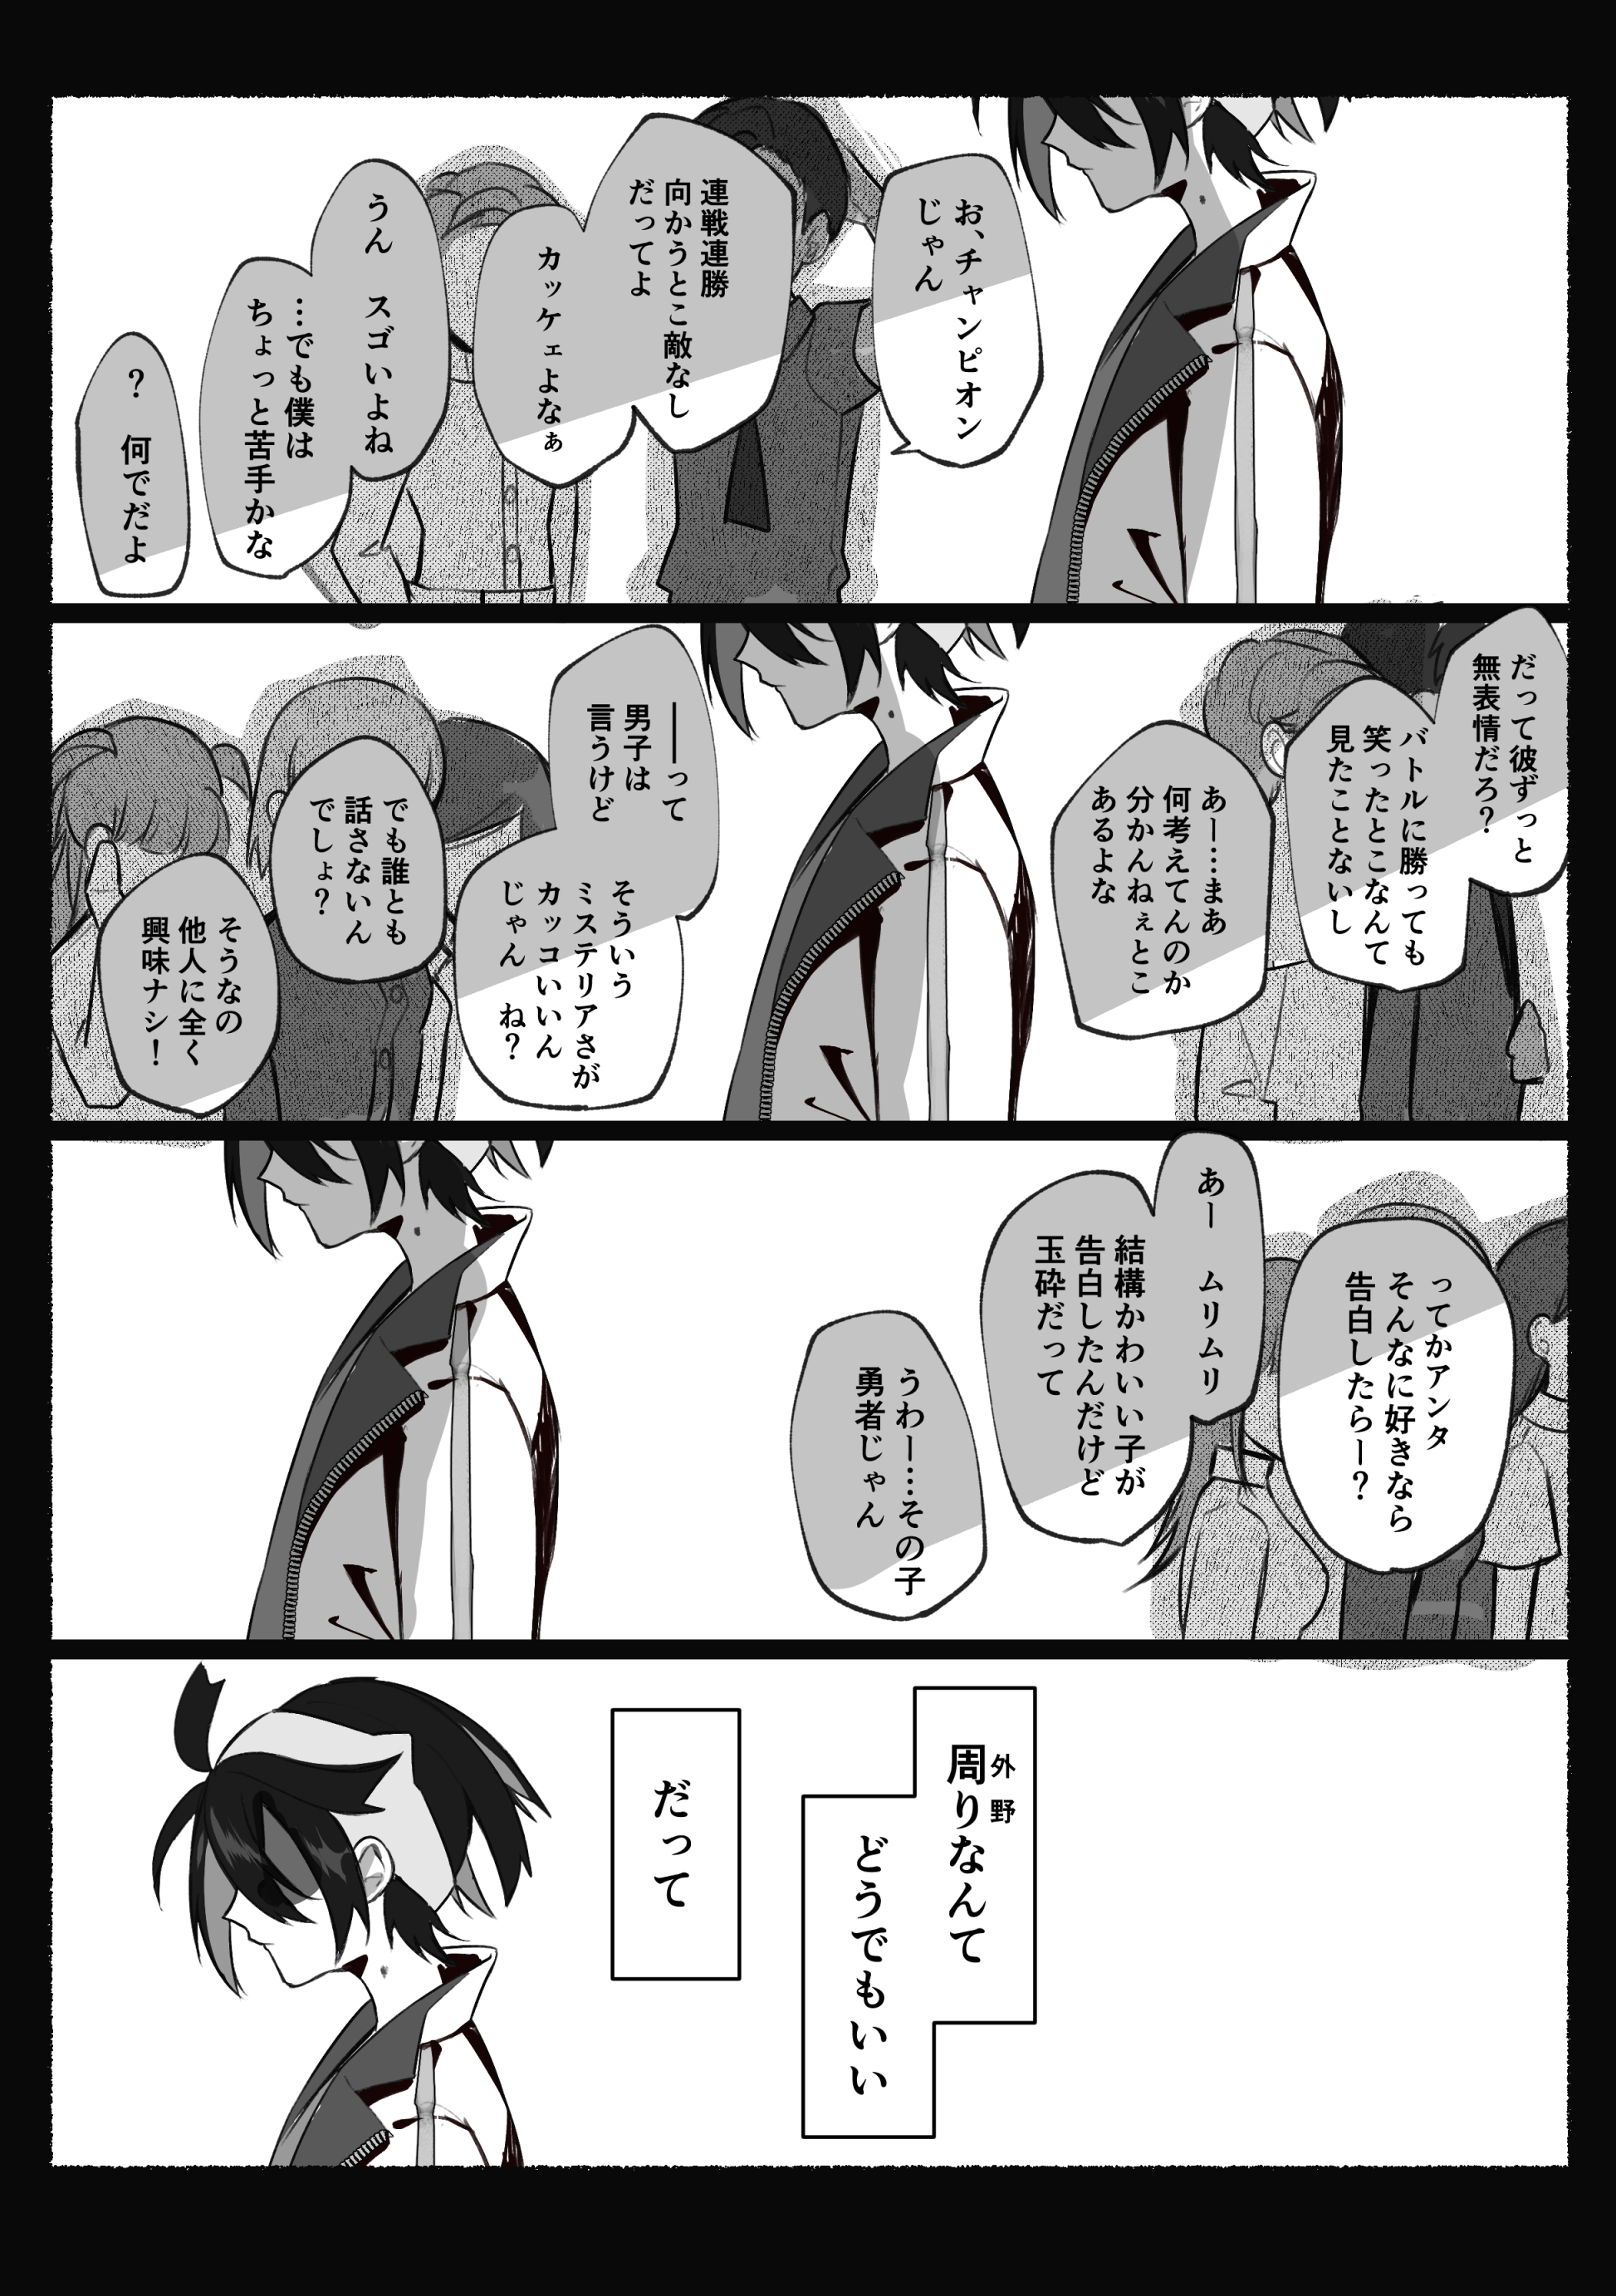 お、チャンピオン
じゃん
連戦連勝
向かうとこ敵なし
だってよ
カッケェよなぁ
うん スゴいよね
…でも僕は
ちょっと苦手かな
? 何でだよ
だって彼ずっと
無表情だろ?
バトルに勝っても
笑ったとこなんて
見たことないし
あー…まあ
何考えてんのか
分かんねぇとこ
あるよな
――って
男子は
言うけど
そういう
ミステリアさが
カッコいいん
じゃん ね?
でも誰とも
話さないん
でしょ?
そうなの
他人に全く
興味ナシ!
ってかアンタ
そんなに好きなら
告白したらー?
あー ムリムリ
結構かわいい子が
告白したんだけど
玉砕だって
うわー…その子
勇者じゃん
外野
周りなんて
どうでもいい
だって